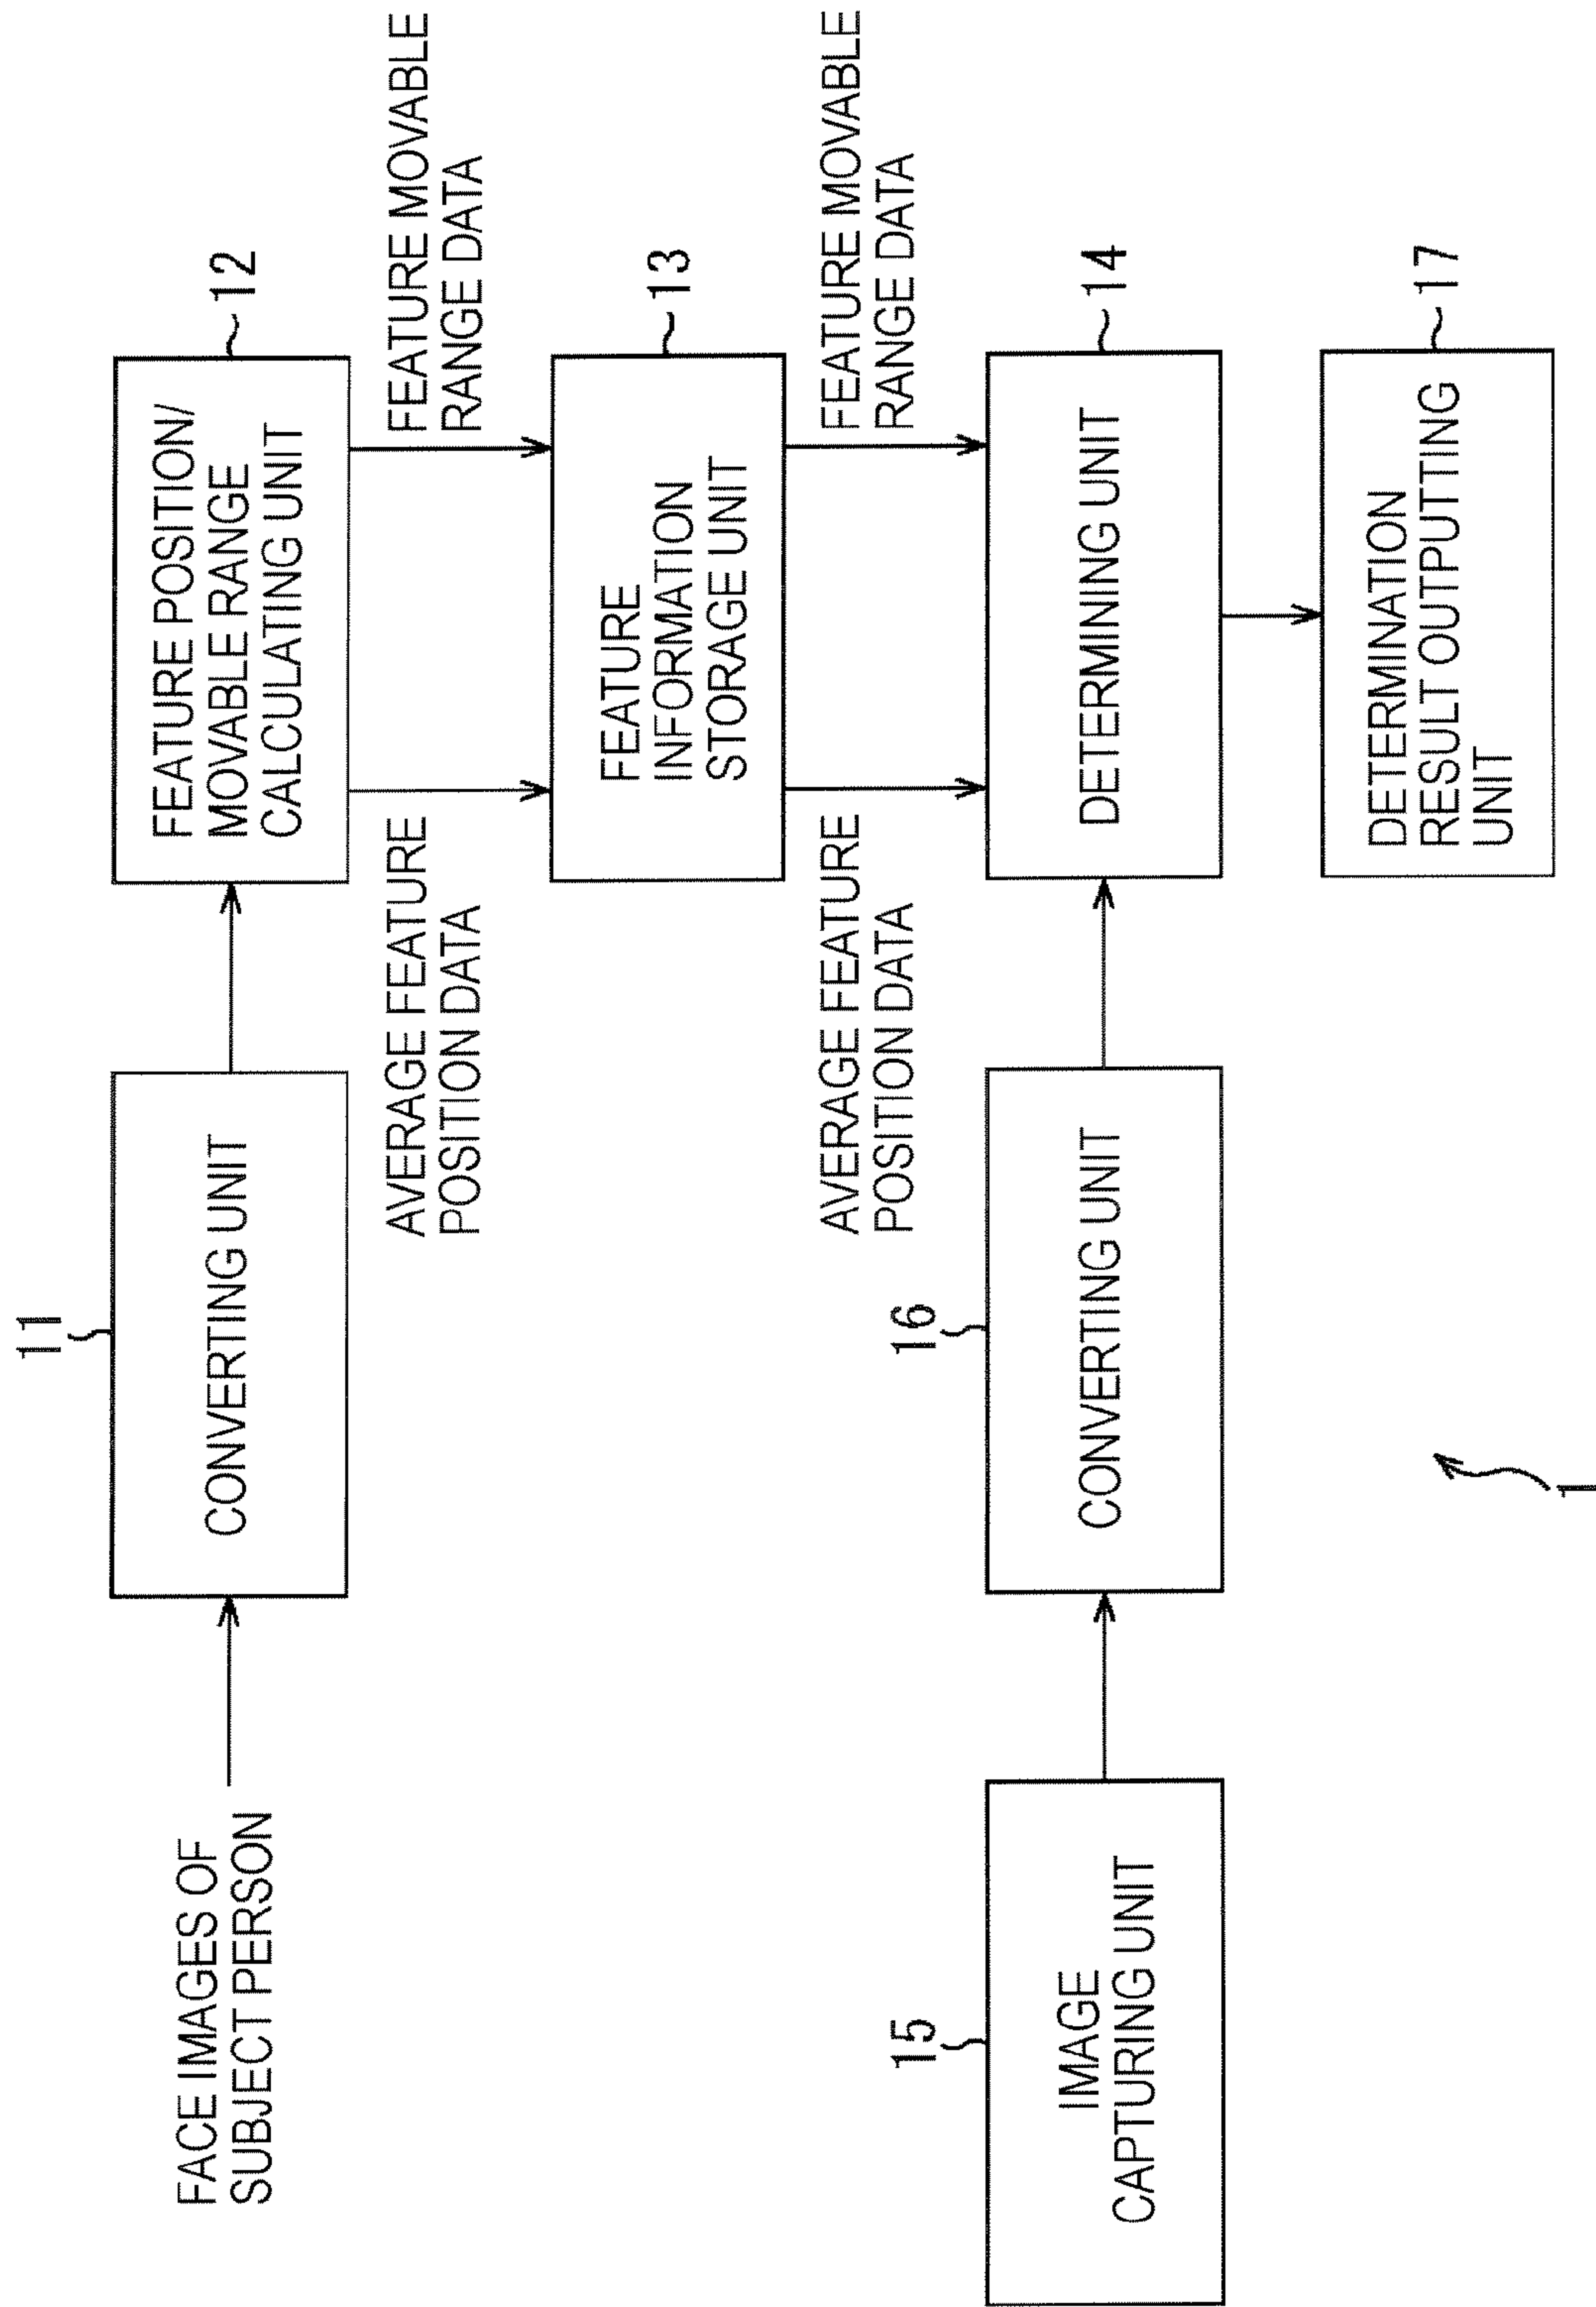 FACE IMAGES OF
SUBJECT PERSON
11
CONVERTING UNIT
12
FEATURE POSITION/
MOVABLE RANGE
CALCULATING UNIT
AVERAGE FEATURE
POSITION DATA
FEATURE MOVABLE
RANGE DATA
13
FEATURE
INFORMATION
STORAGE UNIT
AVERAGE FEATURE
POSITION DATA
FEATURE MOVABLE
RANGE DATA
15
IMAGE
CAPTURING UNIT
16
CONVERTING UNIT
14
DETERMINING UNIT
17
DETERMINATION
RESULT OUTPUTTING
UNIT
1